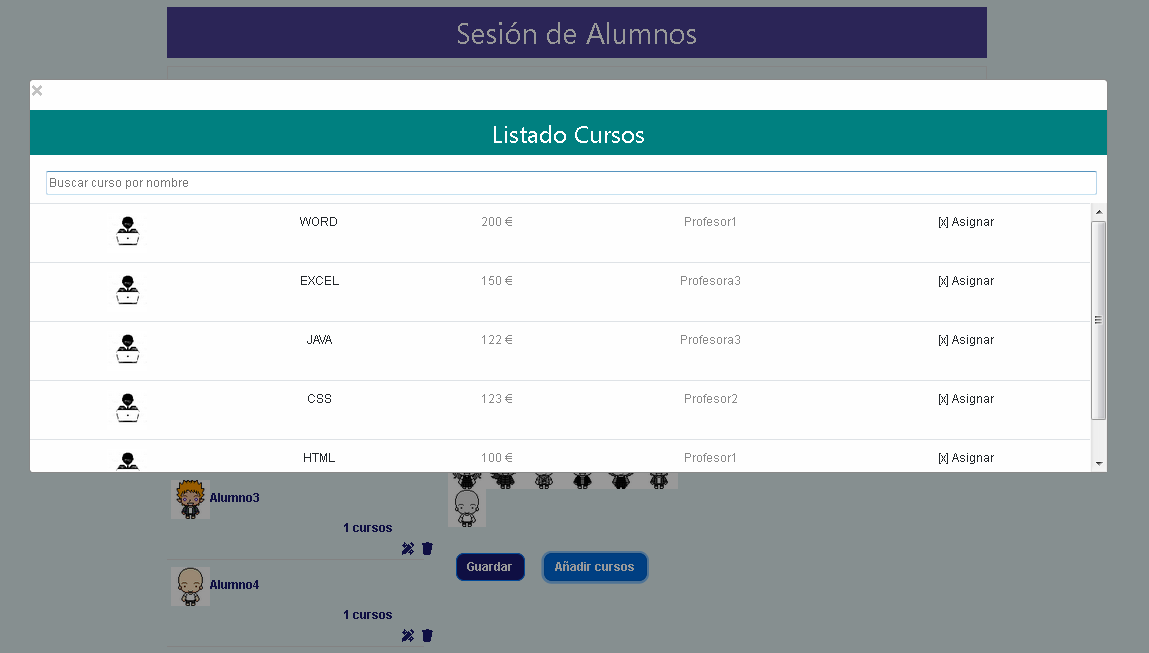 Sesión de Alumnos
×
Listado Cursos
Buscar curso por nombre
WORD 200 € Profesor1 [x] Asignar
EXCEL 150 € Profesora3 [x] Asignar
JAVA 122 € Profesora3 [x] Asignar
CSS 123 € Profesor2 [x] Asignar
HTML 100 € Profesor1 [x] Asignar
Alumno3
1 cursos
Guardar Añadir cursos
Alumno4
1 cursos